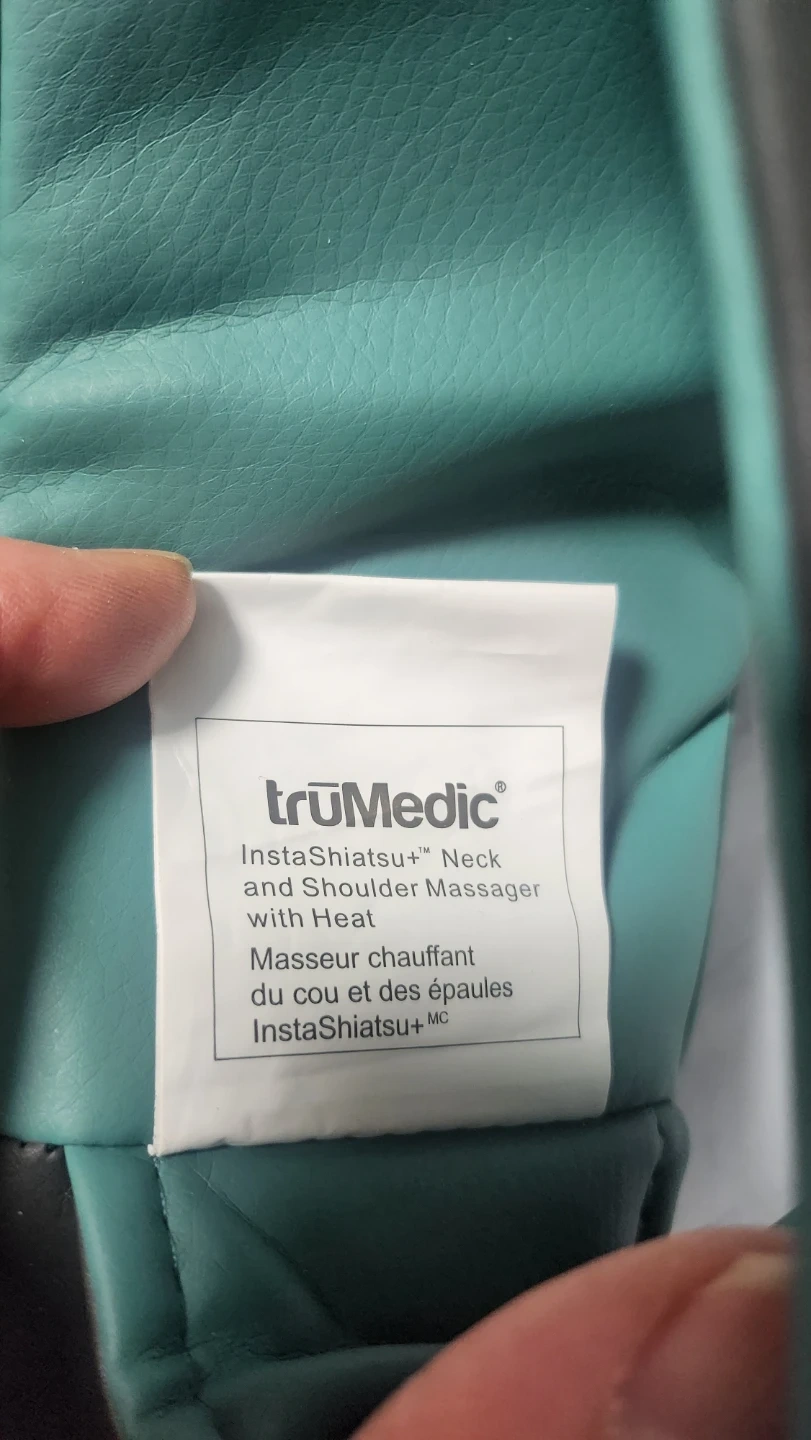 trūMedic®
InstaShiatsu+™ Neck
and Shoulder Massager
with Heat
Masseur chauffant
du cou et des épaules
InstaShiatsu+ᴹᶜ